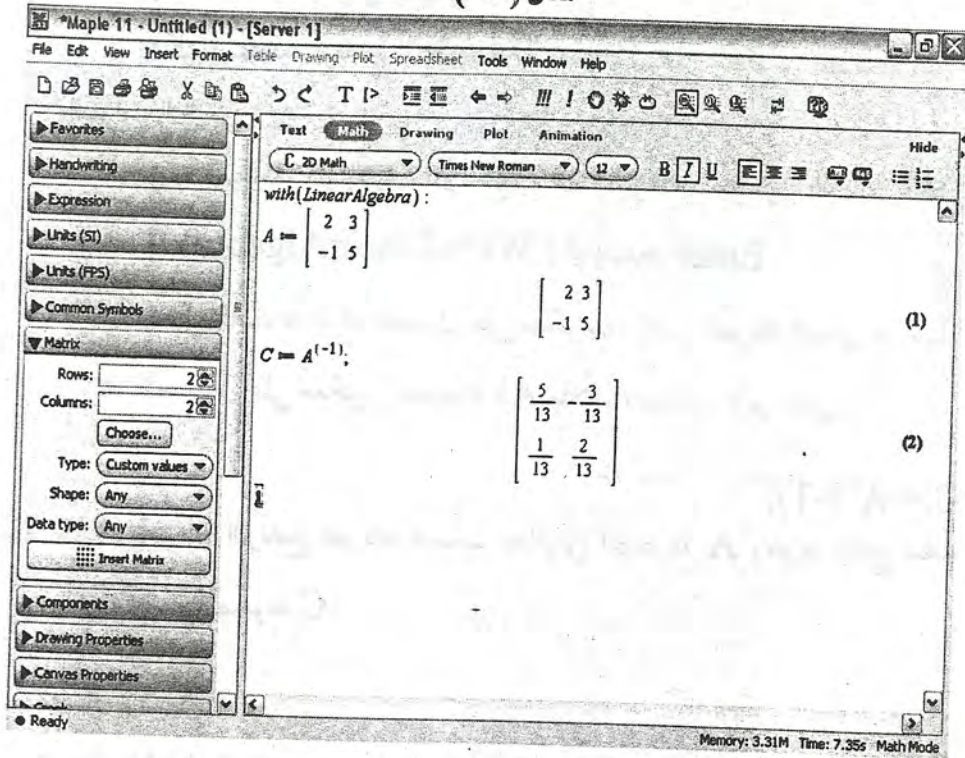 *Maple 11 - Untitled (1) - [Server 1]
File Edit View Insert Format Table Drawing Plot Spreadsheet Tools Window Help
Favorites
Handwriting
Expression
Units (SI)
Units (FPS)
Common Symbols
Matrix
Rows: 2
Columns: 2
Choose...
Type: Custom values
Shape: Any
Data type: Any
Insert Matrix
Components
Drawing Properties
Canvas Properties
Ready
Text Math Drawing Plot Animation Hide
C 2D Math Times New Roman 12 B I U
with(LinearAlgebra) :
A := [ 2 3
-1 5 ]
[ 2 3
-1 5 ] (1)
C := A^(-1);
[ 5/13 -3/13
1/13 2/13 ] (2)
Memory: 3.31M Time: 7.35s Math Mode